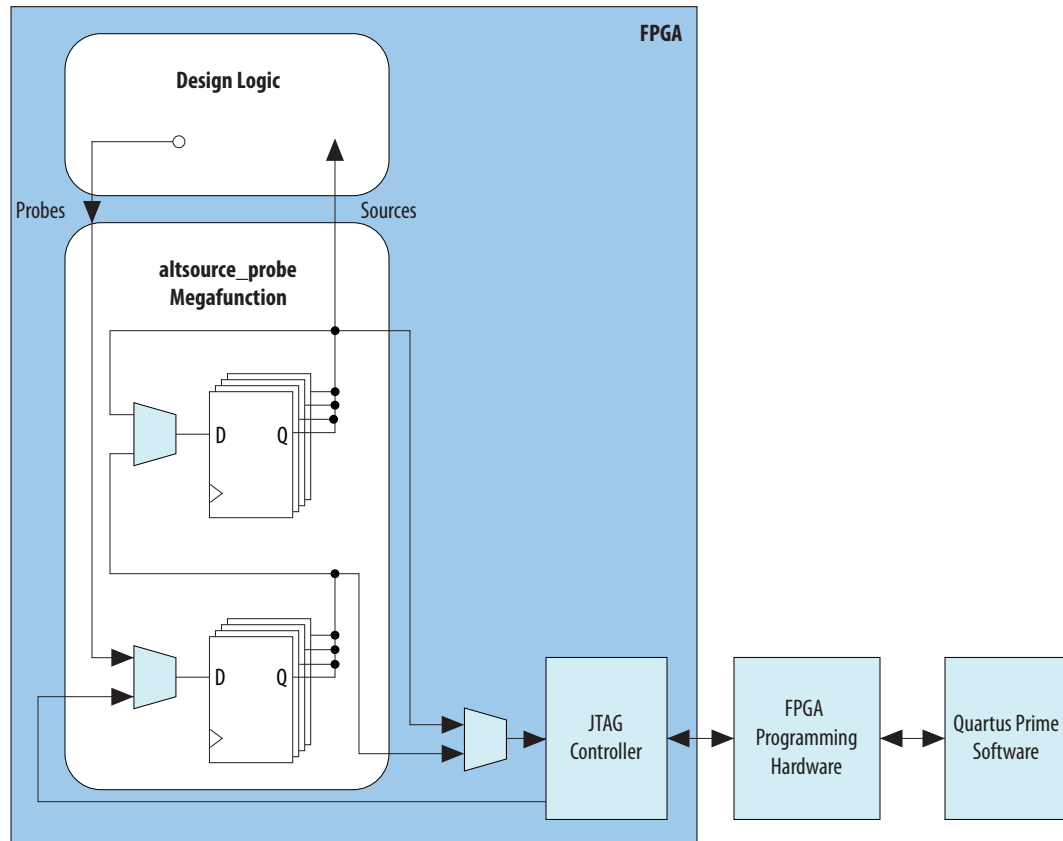 FPGA
Design Logic
Probes
Sources
altsource_probe
Megafunction
D
Q
D
Q
JTAG
Controller
FPGA
Programming
Hardware
Quartus Prime
Software